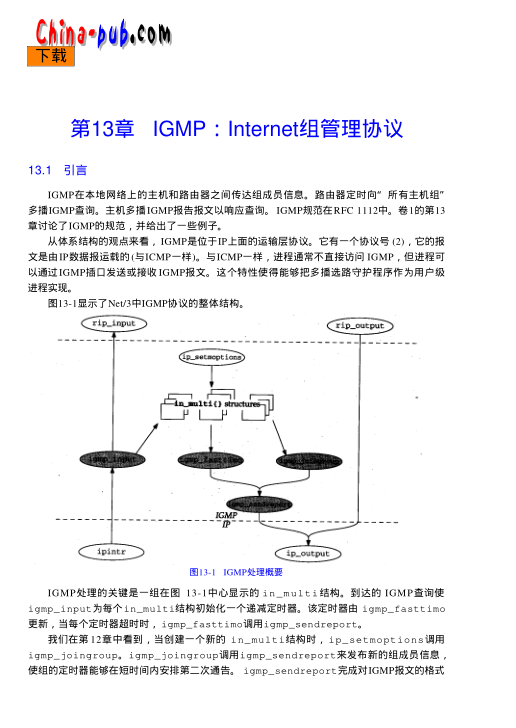 China-pub.com
下载
第13章 IGMP：Internet组管理协议
13.1 引言
IGMP在本地网络上的主机和路由器之间传达组成员信息。路由器定时向“所有主机组”
多播IGMP查询。主机多播IGMP报告报文以响应查询。IGMP规范在RFC 1112中。卷1的第13
章讨论了IGMP的规范，并给出了一些例子。
从体系结构的观点来看，IGMP是位于IP上面的运输层协议。它有一个协议号(2)，它的报
文是由IP数据报运载的(与ICMP一样)。与ICMP一样，进程通常不直接访问IGMP，但进程可
以通过IGMP插口发送或接收IGMP报文。这个特性使得能够把多播选路守护程序作为用户级
进程实现。
图13-1显示了Net/3中IGMP协议的整体结构。
rip_input
rip_output
ip_setmoptions
in_multi{} structures
igmp_input
igmp_fasttimo
igmp_sendreport
IGMP
IP
ipintr
ip_output
图13-1 IGMP处理概要
IGMP处理的关键是一组在图 13-1中心显示的 in_multi结构。到达的 IGMP查询使
igmp_input为每个in_multi结构初始化一个递减定时器。该定时器由 igmp_fasttimo
更新，当每个定时器超时时，igmp_fasttimo调用igmp_sendreport。
我们在第12章中看到，当创建一个新的 in_multi结构时，ip_setmoptions调用
igmp_joingroup。igmp_joingroup调用igmp_sendreport来发布新的组成员信息，
使组的定时器能够在短时间内安排第二次通告。 igmp_sendreport完成对IGMP报文的格式